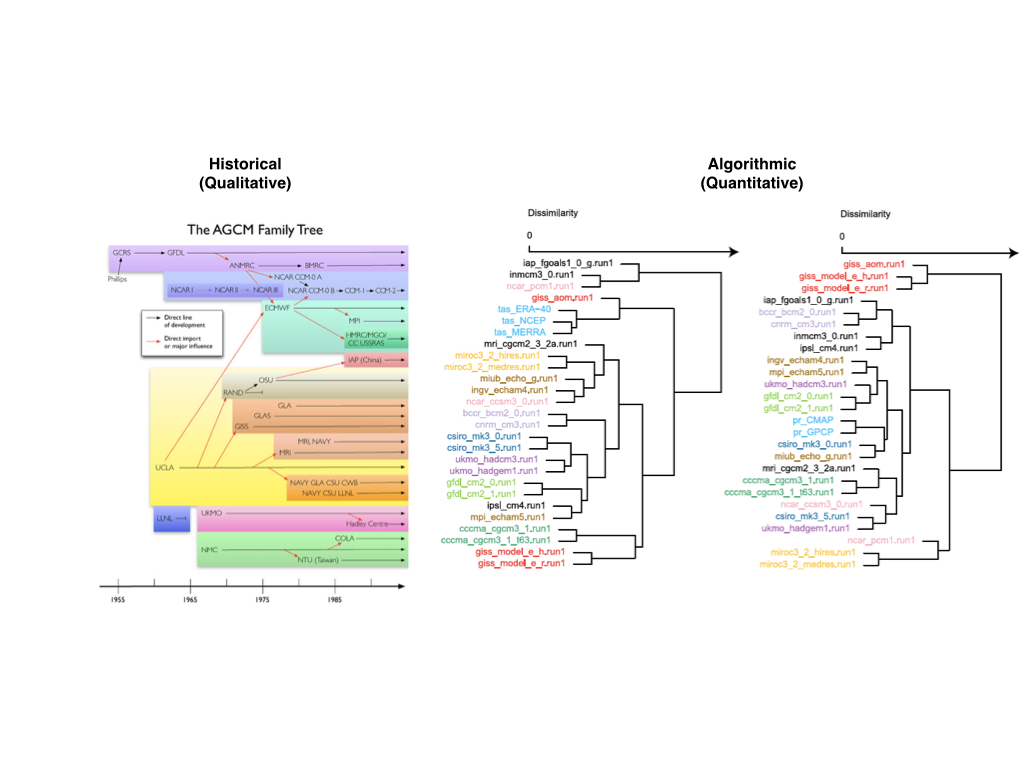 Historical
(Qualitative)
Algorithmic
(Quantitative)
The AGCM Family Tree
GCRS
GFDL
Phillips
ANMRC
BMRC
NCAR CCM-0 A
NCAR I
NCAR II
NCAR III
NCAR CCM-0 B
CCM-1
CCM-2
ECMWF
Direct line
of development
Direct import
or major influence
MPI
HMRC/MGO/
CC USSRAS
IAP (China)
OSU
RAND
GLA
GLAS
GISS
MRI, NAVY
MRI
UCLA
NAVY GLA CSU CWB
NAVY CSU LLNL
LLNL
UKMO
Hadley Centre
COLA
NMC
NTU (Taiwan)
1955
1965
1975
1985
Dissimilarity
0
iap_fgoals1_0_g.run1
inmcm3_0.run1
ncar_pcm1.run1
giss_aom.run1
tas_ERA-40
tas_NCEP
tas_MERRA
mri_cgcm2_3_2a.run1
miroc3_2_hires.run1
miroc3_2_medres.run1
miub_echo_g.run1
ingv_echam4.run1
ncar_ccsm3_0.run1
bccr_bcm2_0.run1
cnrm_cm3.run1
csiro_mk3_0.run1
csiro_mk3_5.run1
ukmo_hadcm3.run1
ukmo_hadgem1.run1
gfdl_cm2_0.run1
gfdl_cm2_1.run1
ipsl_cm4.run1
mpi_echam5.run1
cccma_cgcm3_1.run1
cccma_cgcm3_1_t63.run1
giss_model_e_h.run1
giss_model_e_r.run1
Dissimilarity
0
giss_aom.run1
giss_model_e_h.run1
giss_model_e_r.run1
iap_fgoals1_0_g.run1
bccr_bcm2_0.run1
cnrm_cm3.run1
inmcm3_0.run1
ipsl_cm4.run1
ingv_echam4.run1
mpi_echam5.run1
ukmo_hadcm3.run1
gfdl_cm2_0.run1
gfdl_cm2_1.run1
pr_CMAP
pr_GPCP
csiro_mk3_0.run1
miub_echo_g.run1
mri_cgcm2_3_2a.run1
cccma_cgcm3_1.run1
cccma_cgcm3_1_t63.run1
ncar_ccsm3_0.run1
csiro_mk3_5.run1
ukmo_hadgem1.run1
ncar_pcm1.run1
miroc3_2_hires.run1
miroc3_2_medres.run1